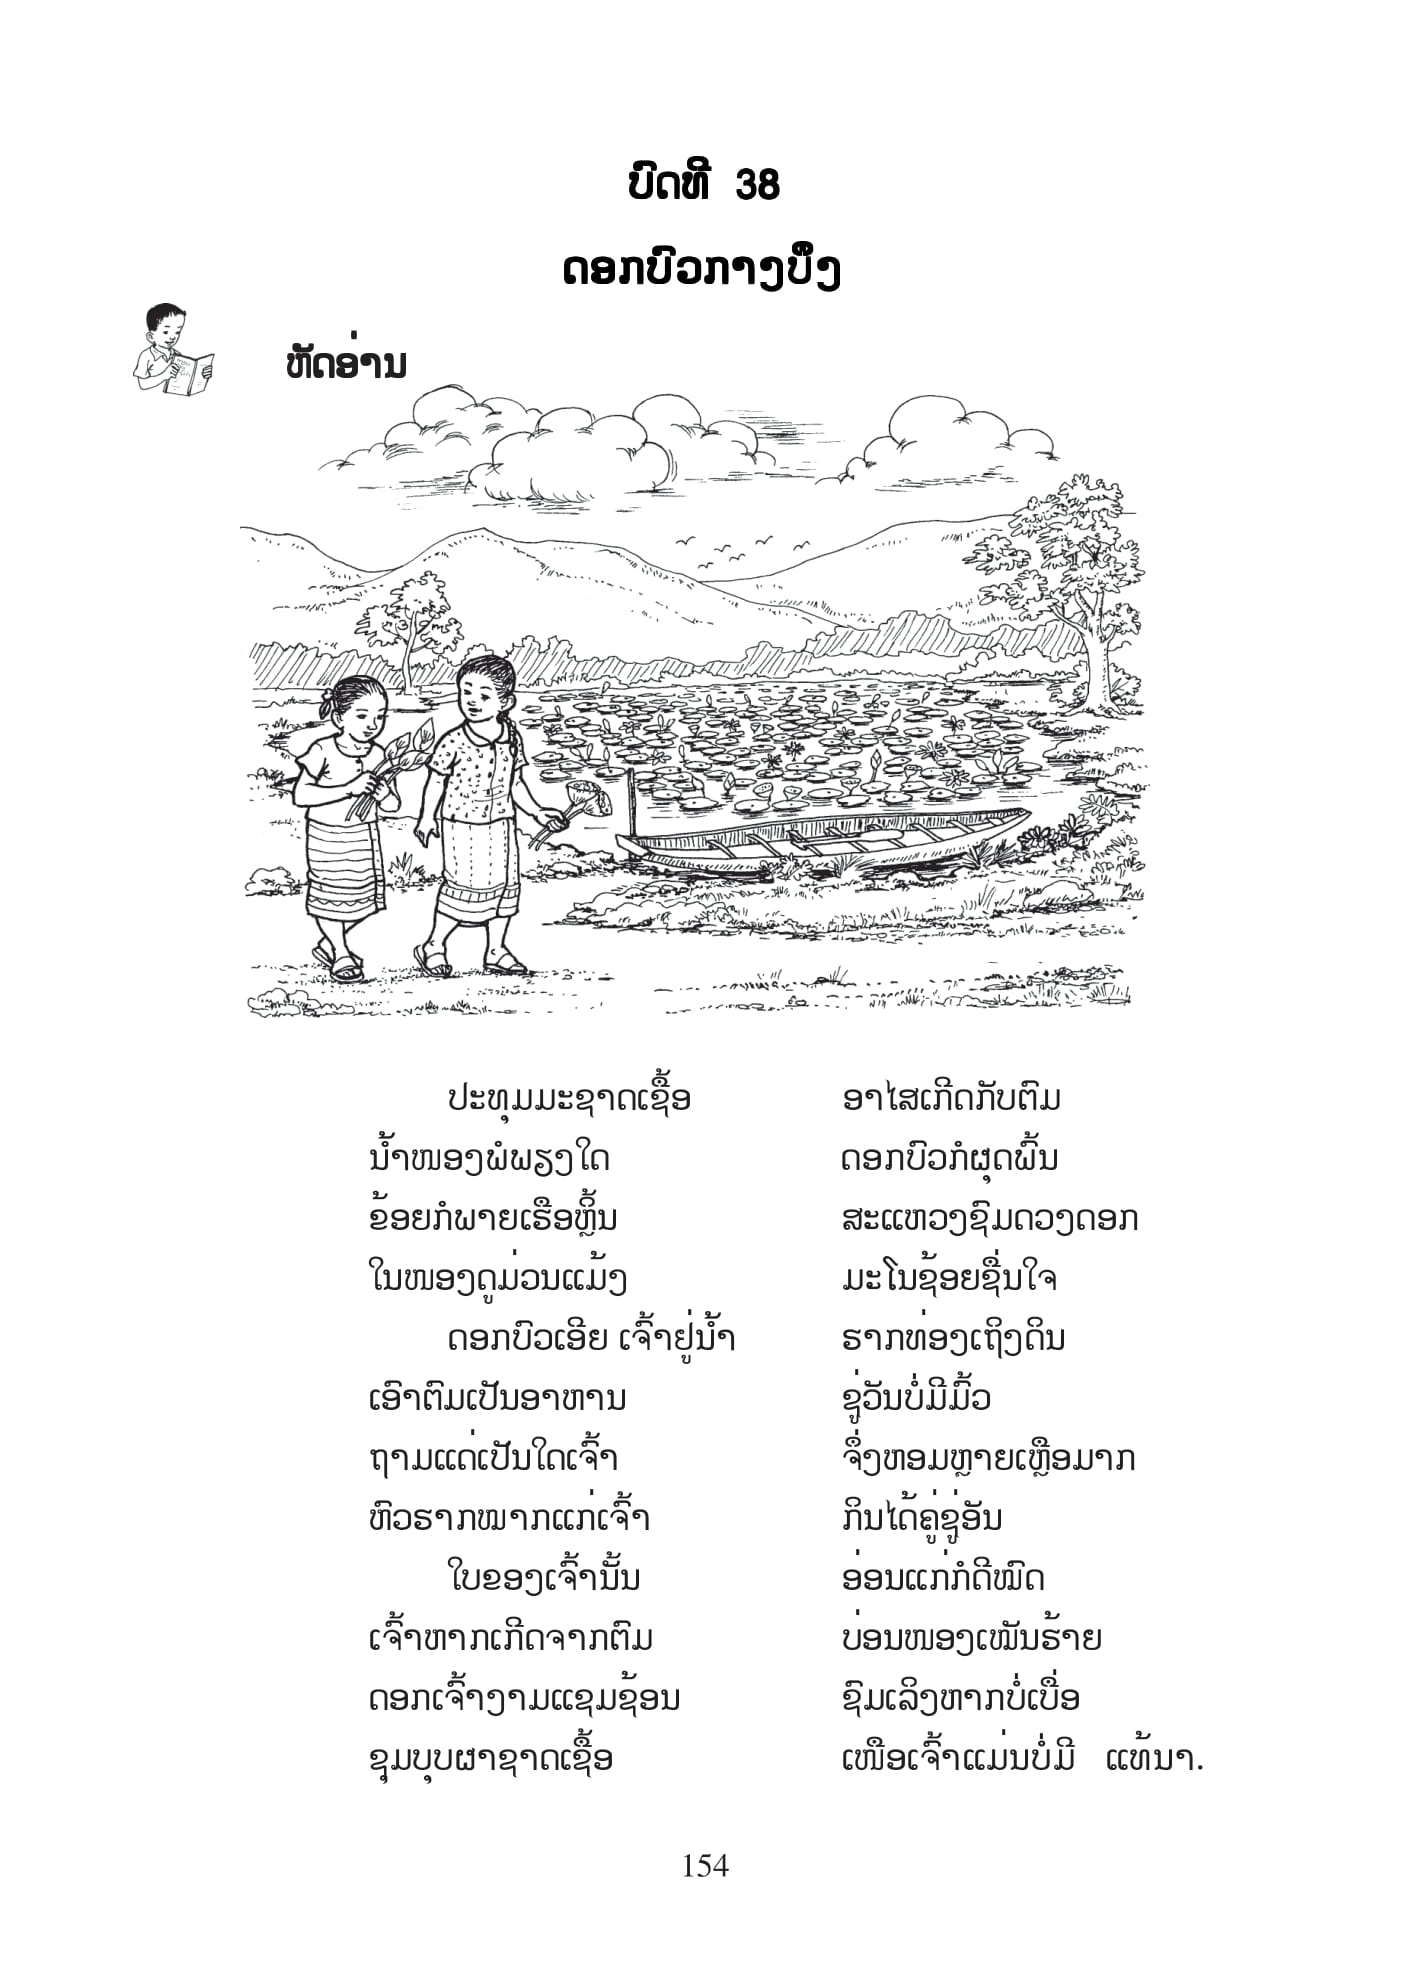 ບົດທີ 38
ດອກບົວກາງບຶງ
ຫັດອ່ານ
ປະທຸມມະຊາດເຊື້ອ ອາໄສເກີດກັບຕົມ
ນ້ຳໜອງພໍພຽງໃດ ດອກບົວກໍຜຸດພົ້ນ
ຂ້ອຍກໍພາຍເຮືອຫຼິ້ນ ສະແຫວງຊົມດວງດອກ
ໃນໜອງດູມ່ວນແມ້ງ ມະໂນຊ້ອຍຊື່ນໃຈ
ດອກບົວເອີຍ ເຈົ້າຢູ່ນ້ຳ ຮາກທ່ອງເຖິງດິນ
ເອົາຕົມເປັນອາຫານ ຊູ່ວັນບໍ່ມີມົ້ວ
ຖາມແດ່ເປັນໃດເຈົ້າ ຈຶ່ງຫອມຫຼາຍເຫຼືອມາກ
ຫົວຮາກໝາກແກ່ເຈົ້າ ກິນໄດ້ຄູ່ຊູ່ອັນ
ໃບຂອງເຈົ້ານັ້ນ ອ່ອນແກ່ກໍດີໝົດ
ເຈົ້າຫາກເກີດຈາກຕົມ ບ່ອນໜອງເໝັນຮ້າຍ
ດອກເຈົ້າງາມແຊມຊ້ອນ ຊົມເລິງຫາກບໍ່ເບື່ອ
ຊຸມບຸບຜາຊາດເຊື້ອ ເໜືອເຈົ້າແມ່ນບໍ່ມີ ແທ້ນາ.
154